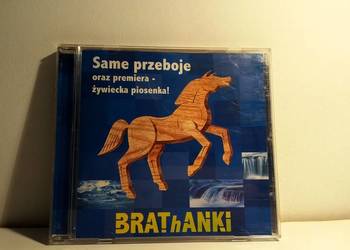 Same przeboje
oraz premiera -
żywiecka piosenka!
BRAThANKi